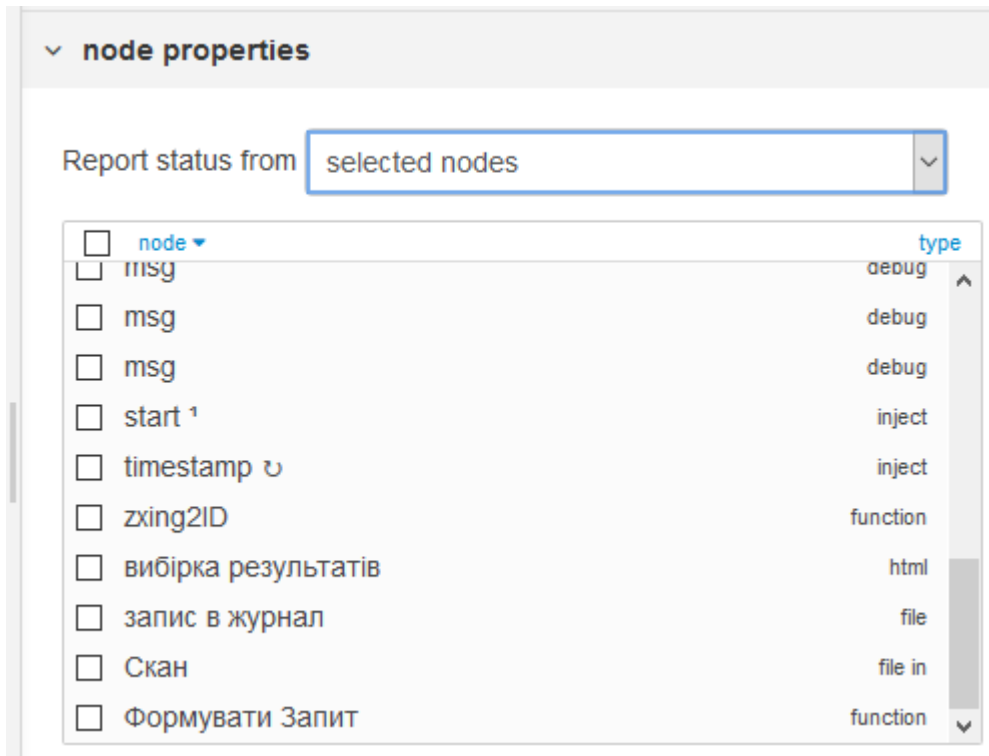 node properties
Report status from selected nodes
node type
msg debug
msg debug
msg debug
start ¹ inject
timestamp ↻ inject
zxing2ID function
вибірка результатів html
запис в журнал file
Скан file in
Формувати Запит function